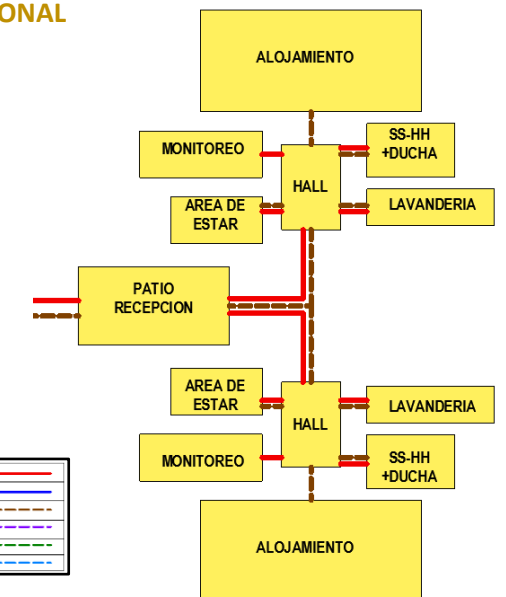 ONAL
ALOJAMIENTO
MONITOREO
SS-HH
+DUCHA
HALL
AREA DE
ESTAR
LAVANDERIA
PATIO
RECEPCION
AREA DE
ESTAR
LAVANDERIA
HALL
MONITOREO
SS-HH
+DUCHA
ALOJAMIENTO